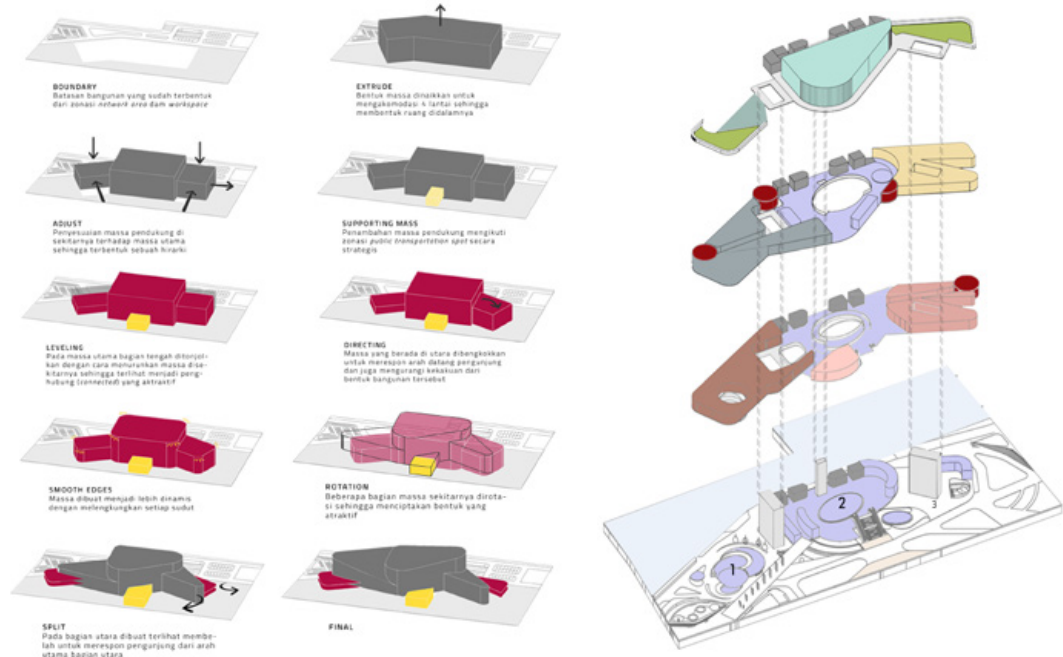 BOUNDARY
Batasan bangunan yang sudah terbentuk
dari zonasi network area dam workspace
EXTRUDE
Bentuk massa dinaikkan untuk
mengakomodasi 4 lantai sehingga
membentuk ruang didalamnya
ADJUST
Penyesuaian massa pendukung di
sekitarnya terhadap massa utama
sehingga terbentuk sebuah hirarki
SUPPORTING MASS
Penambahan massa pendukung mengikuti
zonasi public transportation spot secara
strategis
LEVELING
Pada massa utama bagian tengah ditonjol-
kan dengan cara menurunkan massa dise-
kitarnya sehingga terlihat menjadi peng-
hubung (connected) yang aktraktif
DIRECTING
Massa yang berada di utara dibengkokkan
untuk merespon arah datang pengunjung
dan juga mengurangi kekakuan dari
bentuk bangunan tersebut
SMOOTH EDGES
Massa dibuat menjadi lebih dinamis
dengan melengkungkan setiap sudut
ROTATION
Beberapa bagian massa sekitarnya dirota-
si sehingga menciptakan bentuk yang
atraktif
SPLIT
Pada bagian utara dibuat terlihat membe-
lah untuk merespon pengunjung dari arah
utama bagian utara
FINAL
1
2
3